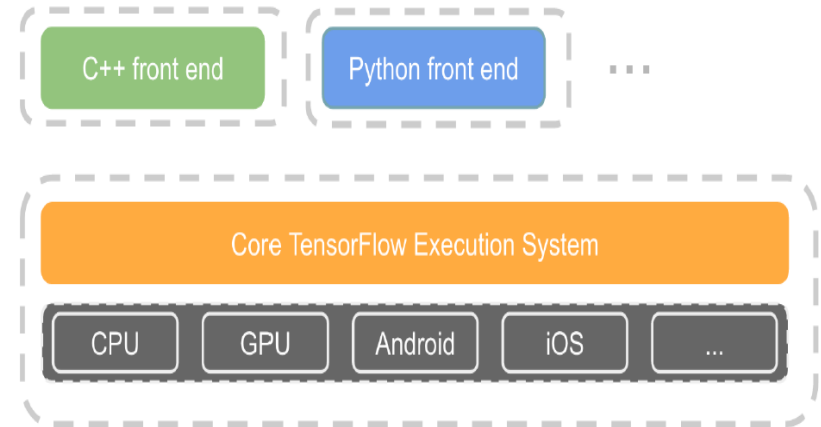 C++ front end
Python front end
...
Core TensorFlow Execution System
CPU
GPU
Android
iOS
...